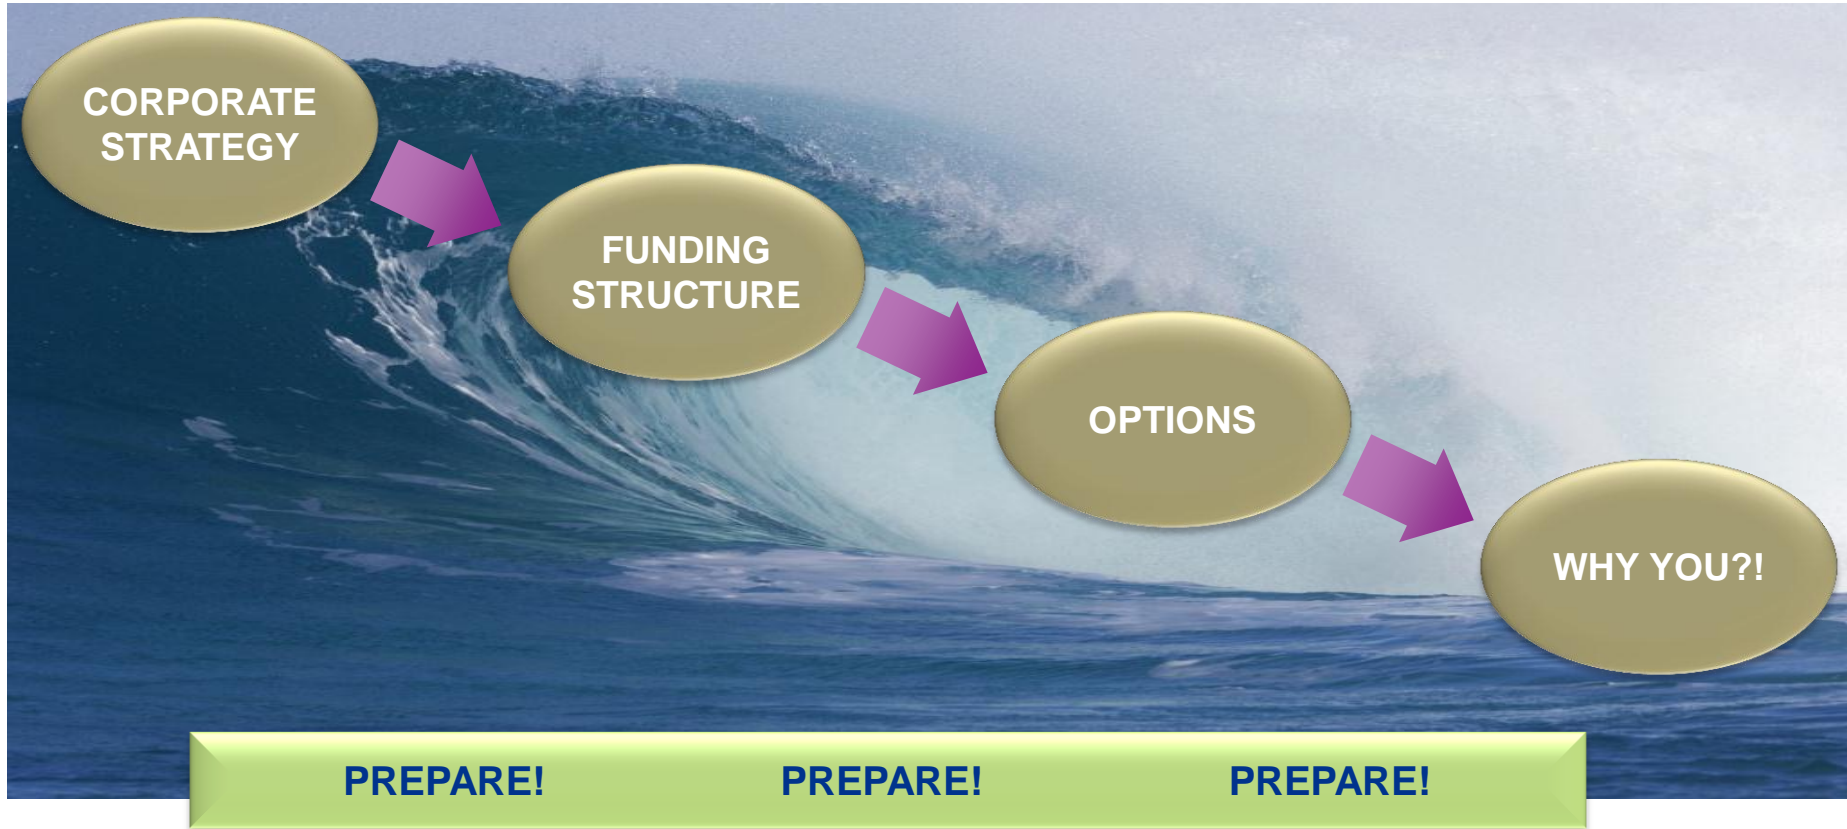 CORPORATE
STRATEGY
FUNDING
STRUCTURE
OPTIONS
WHY YOU?!
PREPARE! PREPARE! PREPARE!